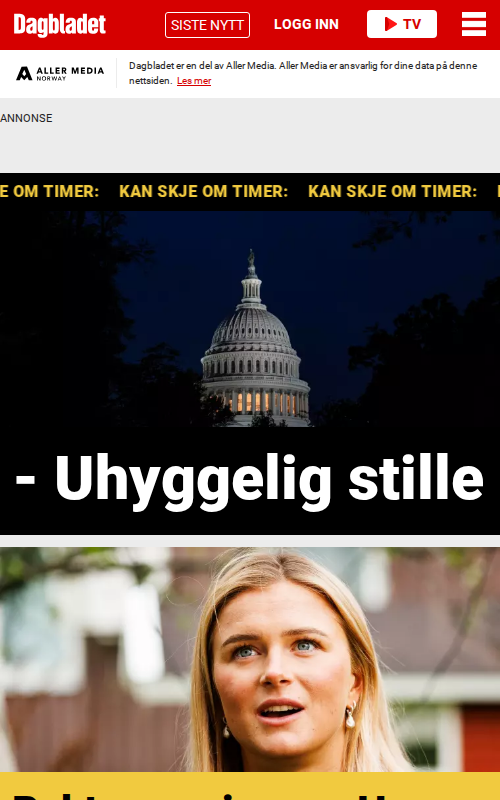 Dagbladet
SISTE NYTT
LOGG INN
TV
ALLER MEDIA
NORWAY
Dagbladet er en del av Aller Media. Aller Media er ansvarlig for dine data på denne
nettsiden. Les mer
ANNONSE
E OM TIMER: KAN SKJE OM TIMER: KAN SKJE OM TIMER:
- Uhyggelig stille